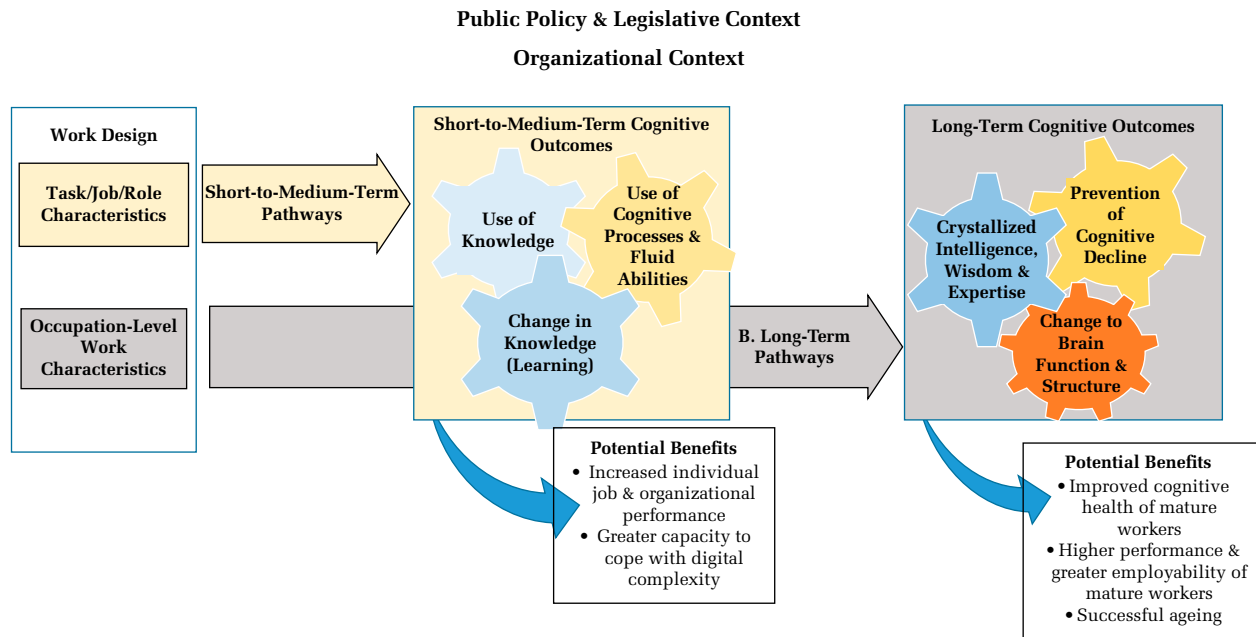 Public Policy & Legislative Context
Organizational Context
Work Design
Task/Job/Role
Characteristics
Occupation-Level
Work
Characteristics
Short-to-Medium-Term
Pathways
Short-to-Medium-Term Cognitive
Outcomes
Use of
Knowledge
Use of
Cognitive
Processes &
Fluid
Abilities
Change in
Knowledge
(Learning)
Potential Benefits
• Increased individual
job & organizational
performance
• Greater capacity to
cope with digital
complexity
B. Long-Term
Pathways
Long-Term Cognitive Outcomes
Crystallized
Intelligence,
Wisdom &
Expertise
Prevention
of
Cognitive
Decline
Change to
Brain
Function &
Structure
Potential Benefits
• Improved cognitive
health of mature
workers
• Higher performance &
greater employability of
mature workers
• Successful ageing